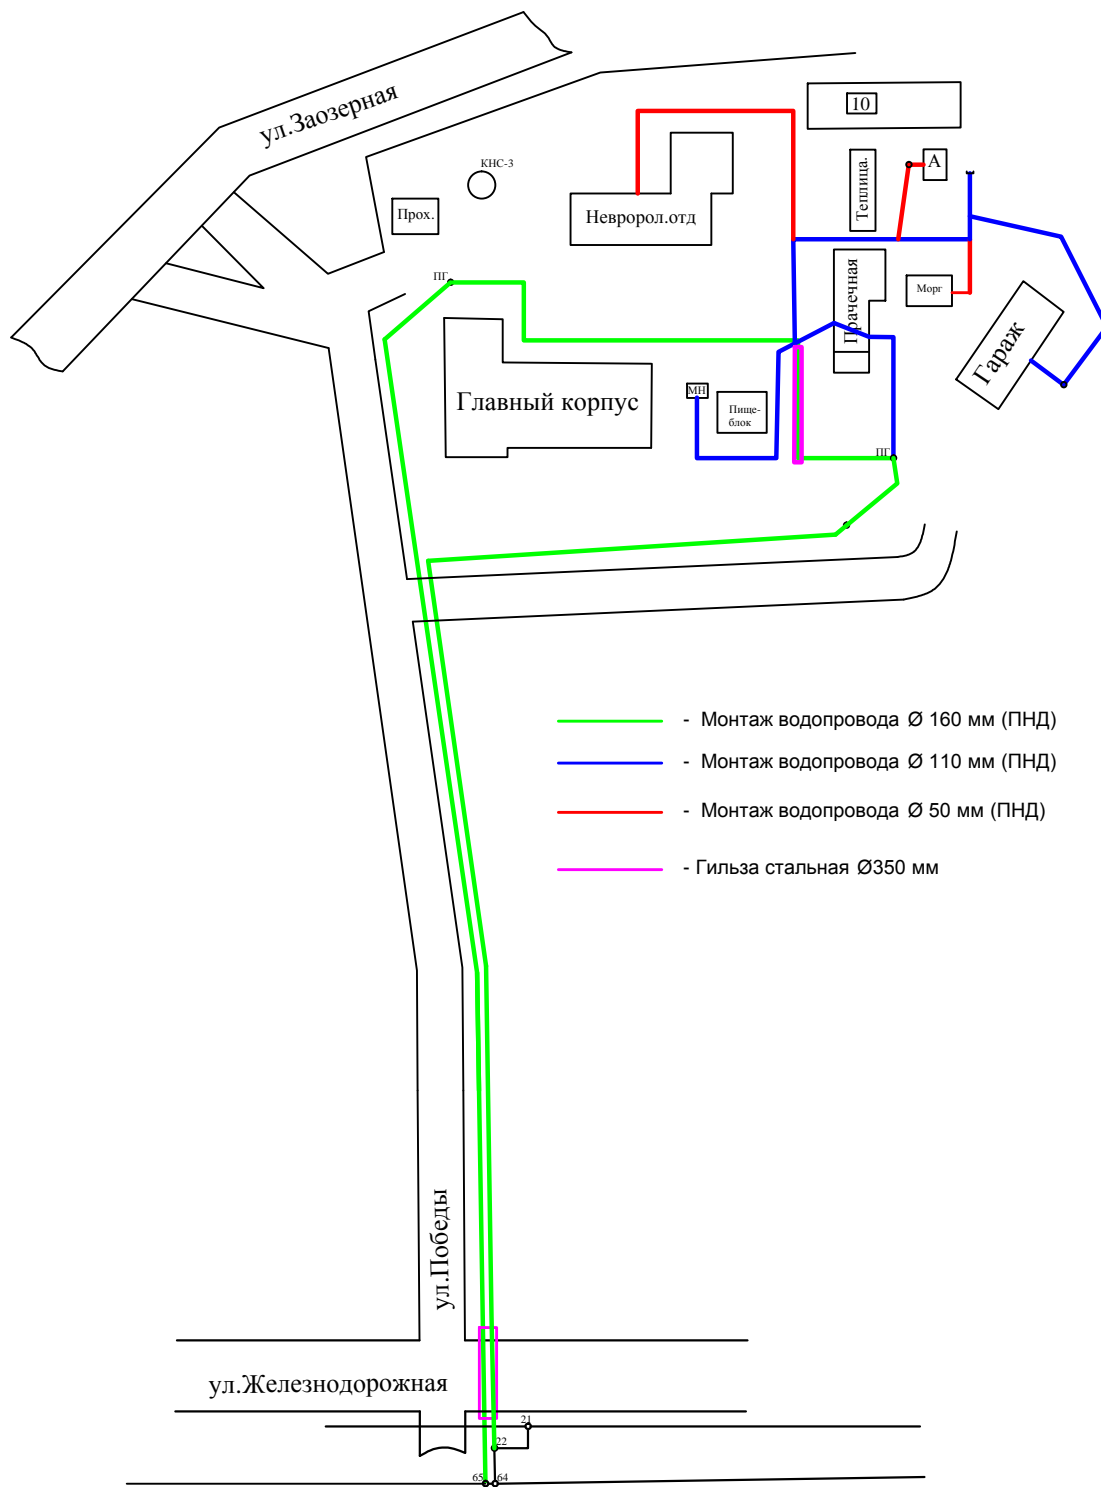 ул.Заозерная
10
КНС-3
А
Теплица.
Прох.
Невророл.отд
ПГ
Прачечная
Морг
Гараж
МН
Главный корпус
Пище-
блок
ПГ
- Монтаж водопровода Ø 160 мм (ПНД)
- Монтаж водопровода Ø 110 мм (ПНД)
- Монтаж водопровода Ø 50 мм (ПНД)
- Гильза стальная Ø350 мм
ул.Победы
ул.Железнодорожная
21
22
65
64